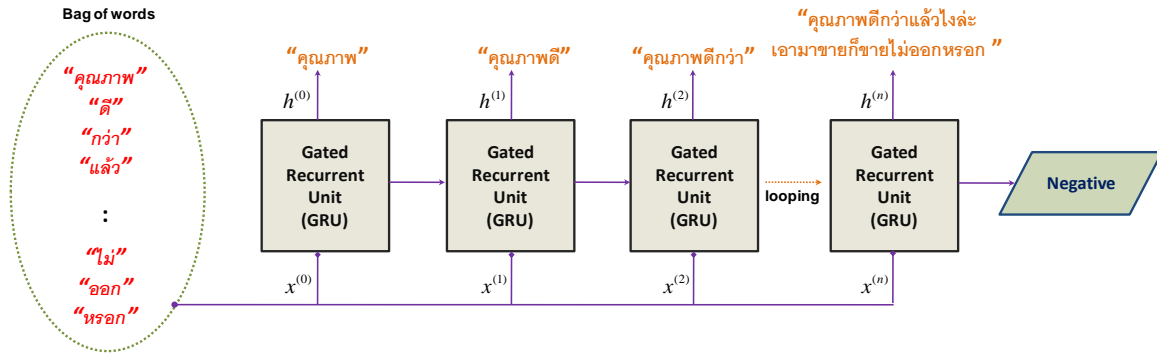 Bag of words
“คุณภาพ”
“ดี”
“กว่า”
“แล้ว”
:
“ไม่”
“ออก”
“หรอก”
“คุณภาพ”
“คุณภาพดี”
“คุณภาพดีกว่า”
“คุณภาพดีกว่าแล้วไงล่ะ
เอามาขายก็ขายไม่ออกหรอก ”
h(0)
h(1)
h(2)
h(n)
Gated
Recurrent
Unit
(GRU)
Gated
Recurrent
Unit
(GRU)
Gated
Recurrent
Unit
(GRU)
looping
Gated
Recurrent
Unit
(GRU)
Negative
x(0)
x(1)
x(2)
x(n)